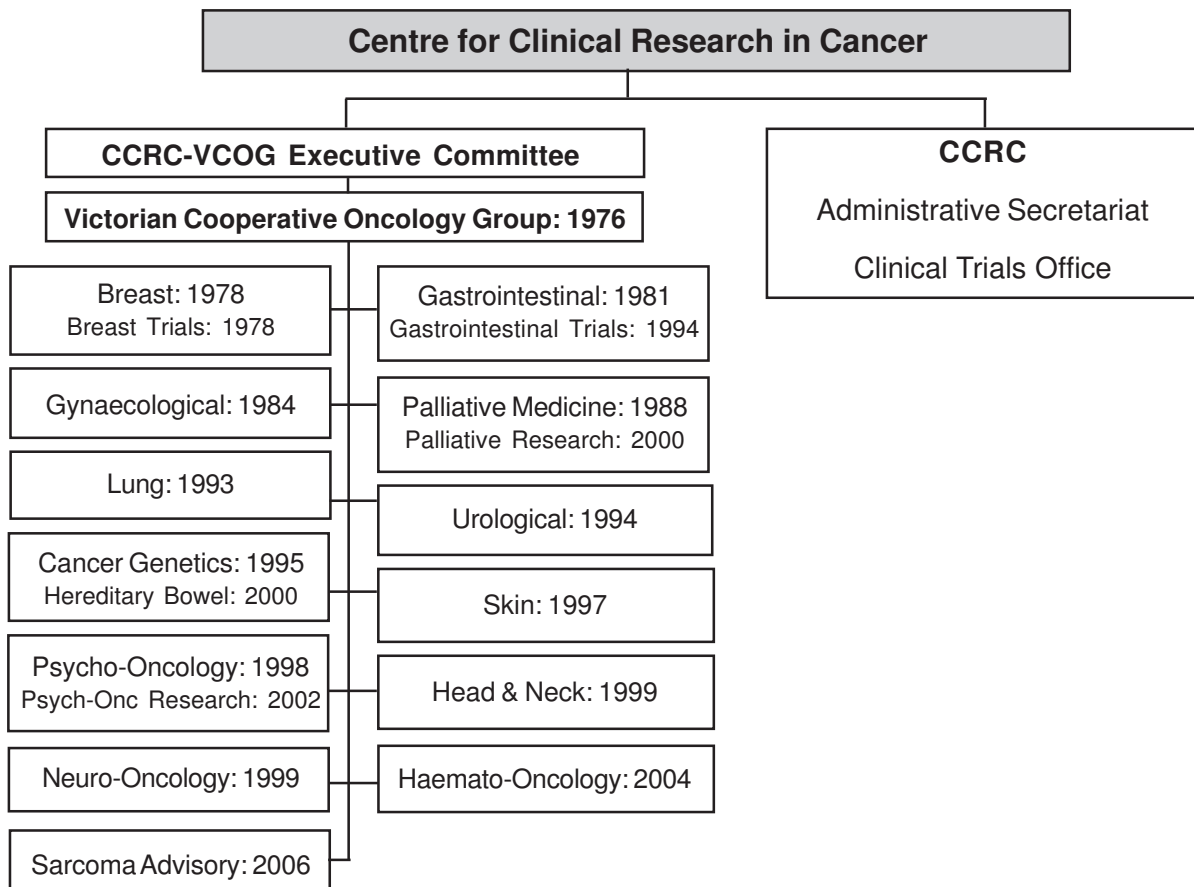 Centre for Clinical Research in Cancer
CCRC-VCOG Executive Committee
CCRC
Administrative Secretariat
Clinical Trials Office
Victorian Cooperative Oncology Group: 1976
Breast: 1978
Breast Trials: 1978
Gastrointestinal: 1981
Gastrointestinal Trials: 1994
Gynaecological: 1984
Palliative Medicine: 1988
Palliative Research: 2000
Lung: 1993
Urological: 1994
Cancer Genetics: 1995
Hereditary Bowel: 2000
Skin: 1997
Psycho-Oncology: 1998
Psych-Onc Research: 2002
Head & Neck: 1999
Neuro-Oncology: 1999
Haemato-Oncology: 2004
Sarcoma Advisory: 2006